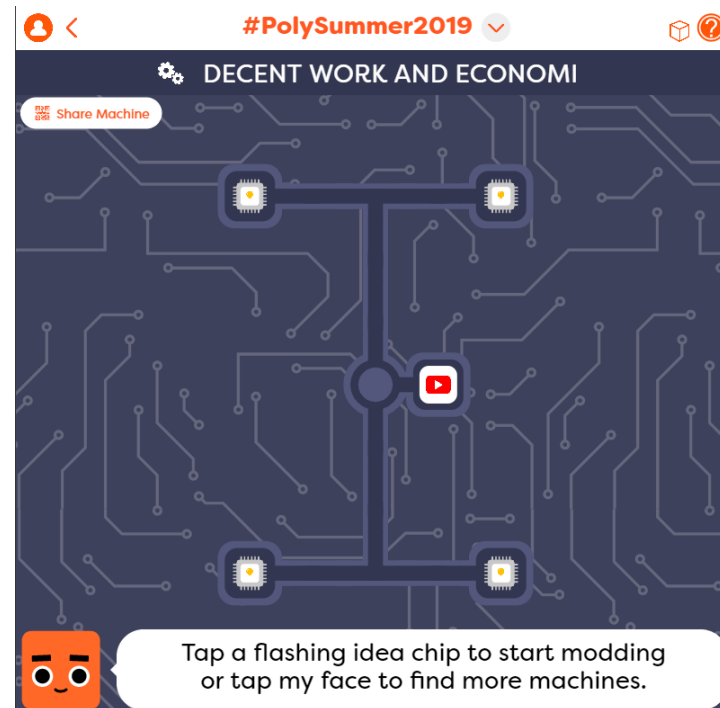 #PolySummer2019
DECENT WORK AND ECONOMI
Share Machine
Tap a flashing idea chip to start modding
or tap my face to find more machines.